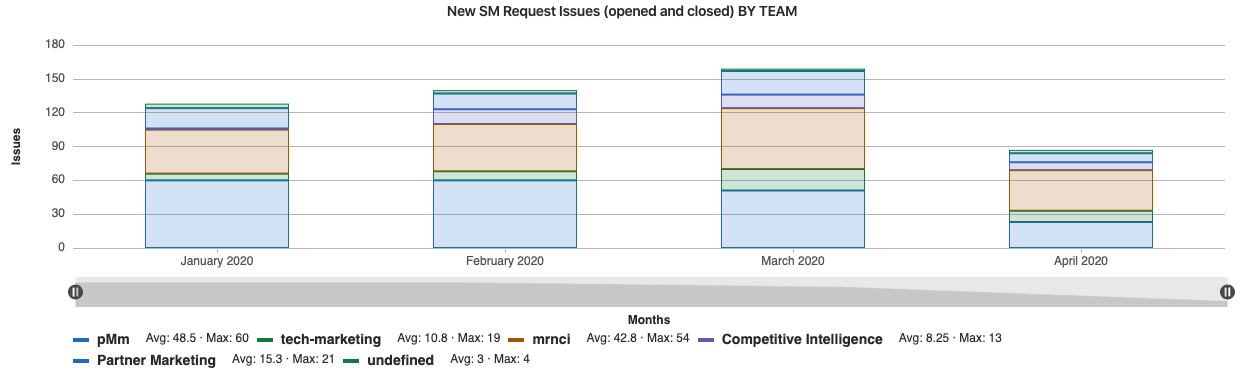 New SM Request Issues (opened and closed) BY TEAM
180
150
120
90
60
30
0
Issues
January 2020 February 2020 March 2020 April 2020
Months
pMm Avg: 48.5 · Max: 60 tech-marketing Avg: 10.8 · Max: 19 mrnci Avg: 42.8 · Max: 54 Competitive Intelligence Avg: 8.25 · Max: 13
Partner Marketing Avg: 15.3 · Max: 21 undefined Avg: 3 · Max: 4